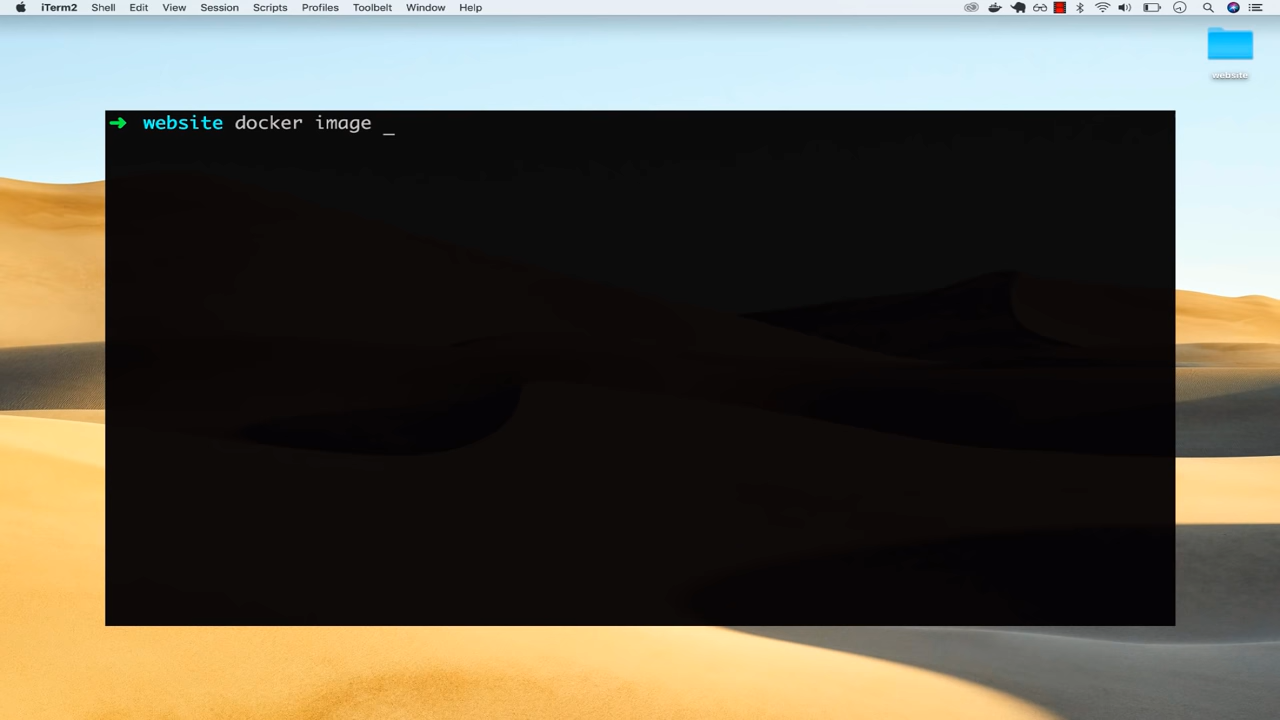 iTerm2 Shell Edit View Session Scripts Profiles Toolbelt Window Help
website
➜ website docker image _